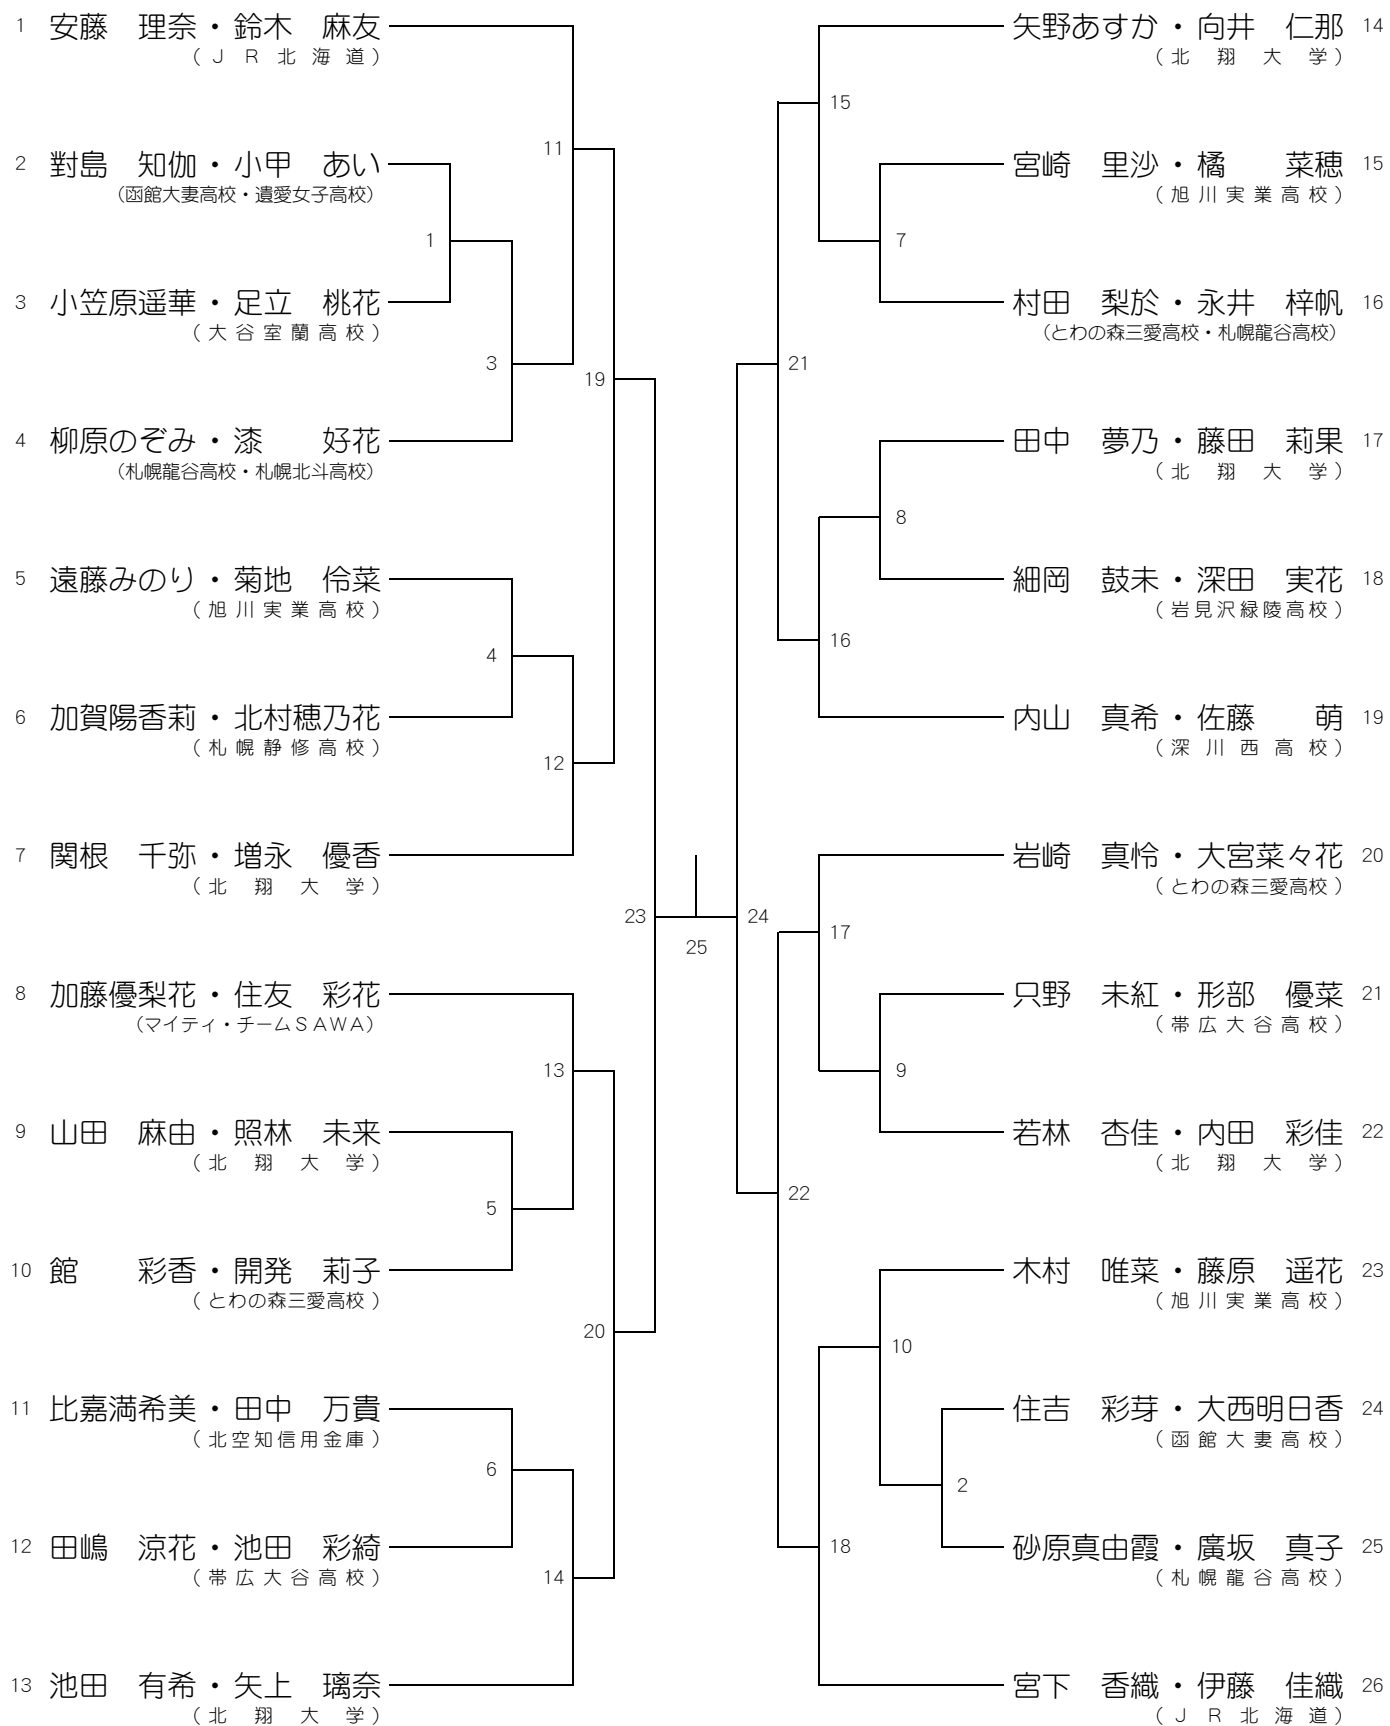 1 安藤　理奈・鈴木　麻友
（ＪＲ北海道）
11
2 對島　知伽・小甲　あい
（函館大妻高校・遺愛女子高校）
1
3 小笠原遥華・足立　桃花
（大谷室蘭高校）
3
19
4 柳原のぞみ・漆　　好花
（札幌龍谷高校・札幌北斗高校）
5 遠藤みのり・菊地　伶菜
（旭川実業高校）
4
6 加賀陽香莉・北村穂乃花
（札幌静修高校）
12
7 関根　千弥・増永　優香
（北翔大学）
23
8 加藤優梨花・住友　彩花
（マイティ・チームＳＡＷＡ）
13
9 山田　麻由・照林　未来
（北翔大学）
5
10 館　　彩香・開発　莉子
（とわの森三愛高校）
20
11 比嘉満希美・田中　万貴
（北空知信用金庫）
6
12 田嶋　涼花・池田　彩綺
（帯広大谷高校）
14
13 池田　有希・矢上　璃奈
（北翔大学）
25
矢野あすか・向井　仁那 14
（北翔大学）
15
宮崎　里沙・橘　　菜穂 15
（旭川実業高校）
7
村田　梨於・永井　梓帆 16
（とわの森三愛高校・札幌龍谷高校）
21
田中　夢乃・藤田　莉果 17
（北翔大学）
8
細岡　鼓未・深田　実花 18
（岩見沢緑陵高校）
16
内山　真希・佐藤　　萌 19
（深川西高校）
岩崎　真怜・大宮菜々花 20
（とわの森三愛高校）
24
17
只野　未紅・形部　優菜 21
（帯広大谷高校）
9
若林　杏佳・内田　彩佳 22
（北翔大学）
22
木村　唯菜・藤原　遥花 23
（旭川実業高校）
10
住吉　彩芽・大西明日香 24
（函館大妻高校）
2
砂原真由霞・廣坂　真子 25
（札幌龍谷高校）
18
宮下　香織・伊藤　佳織 26
（ＪＲ北海道）